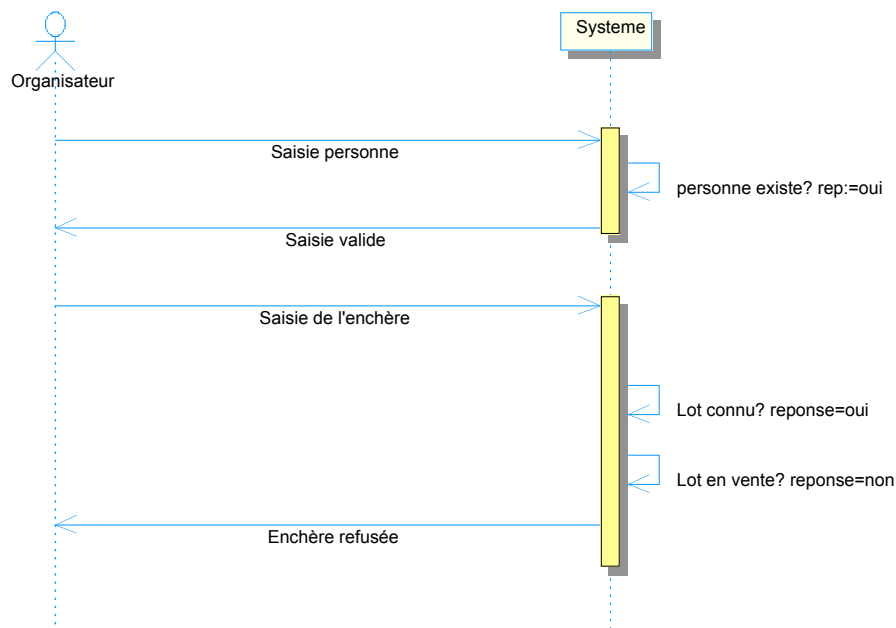 Systeme
Organisateur
Saisie personne
personne existe? rep:=oui
Saisie valide
Saisie de l'enchère
Lot connu? reponse=oui
Lot en vente? reponse=non
Enchère refusée